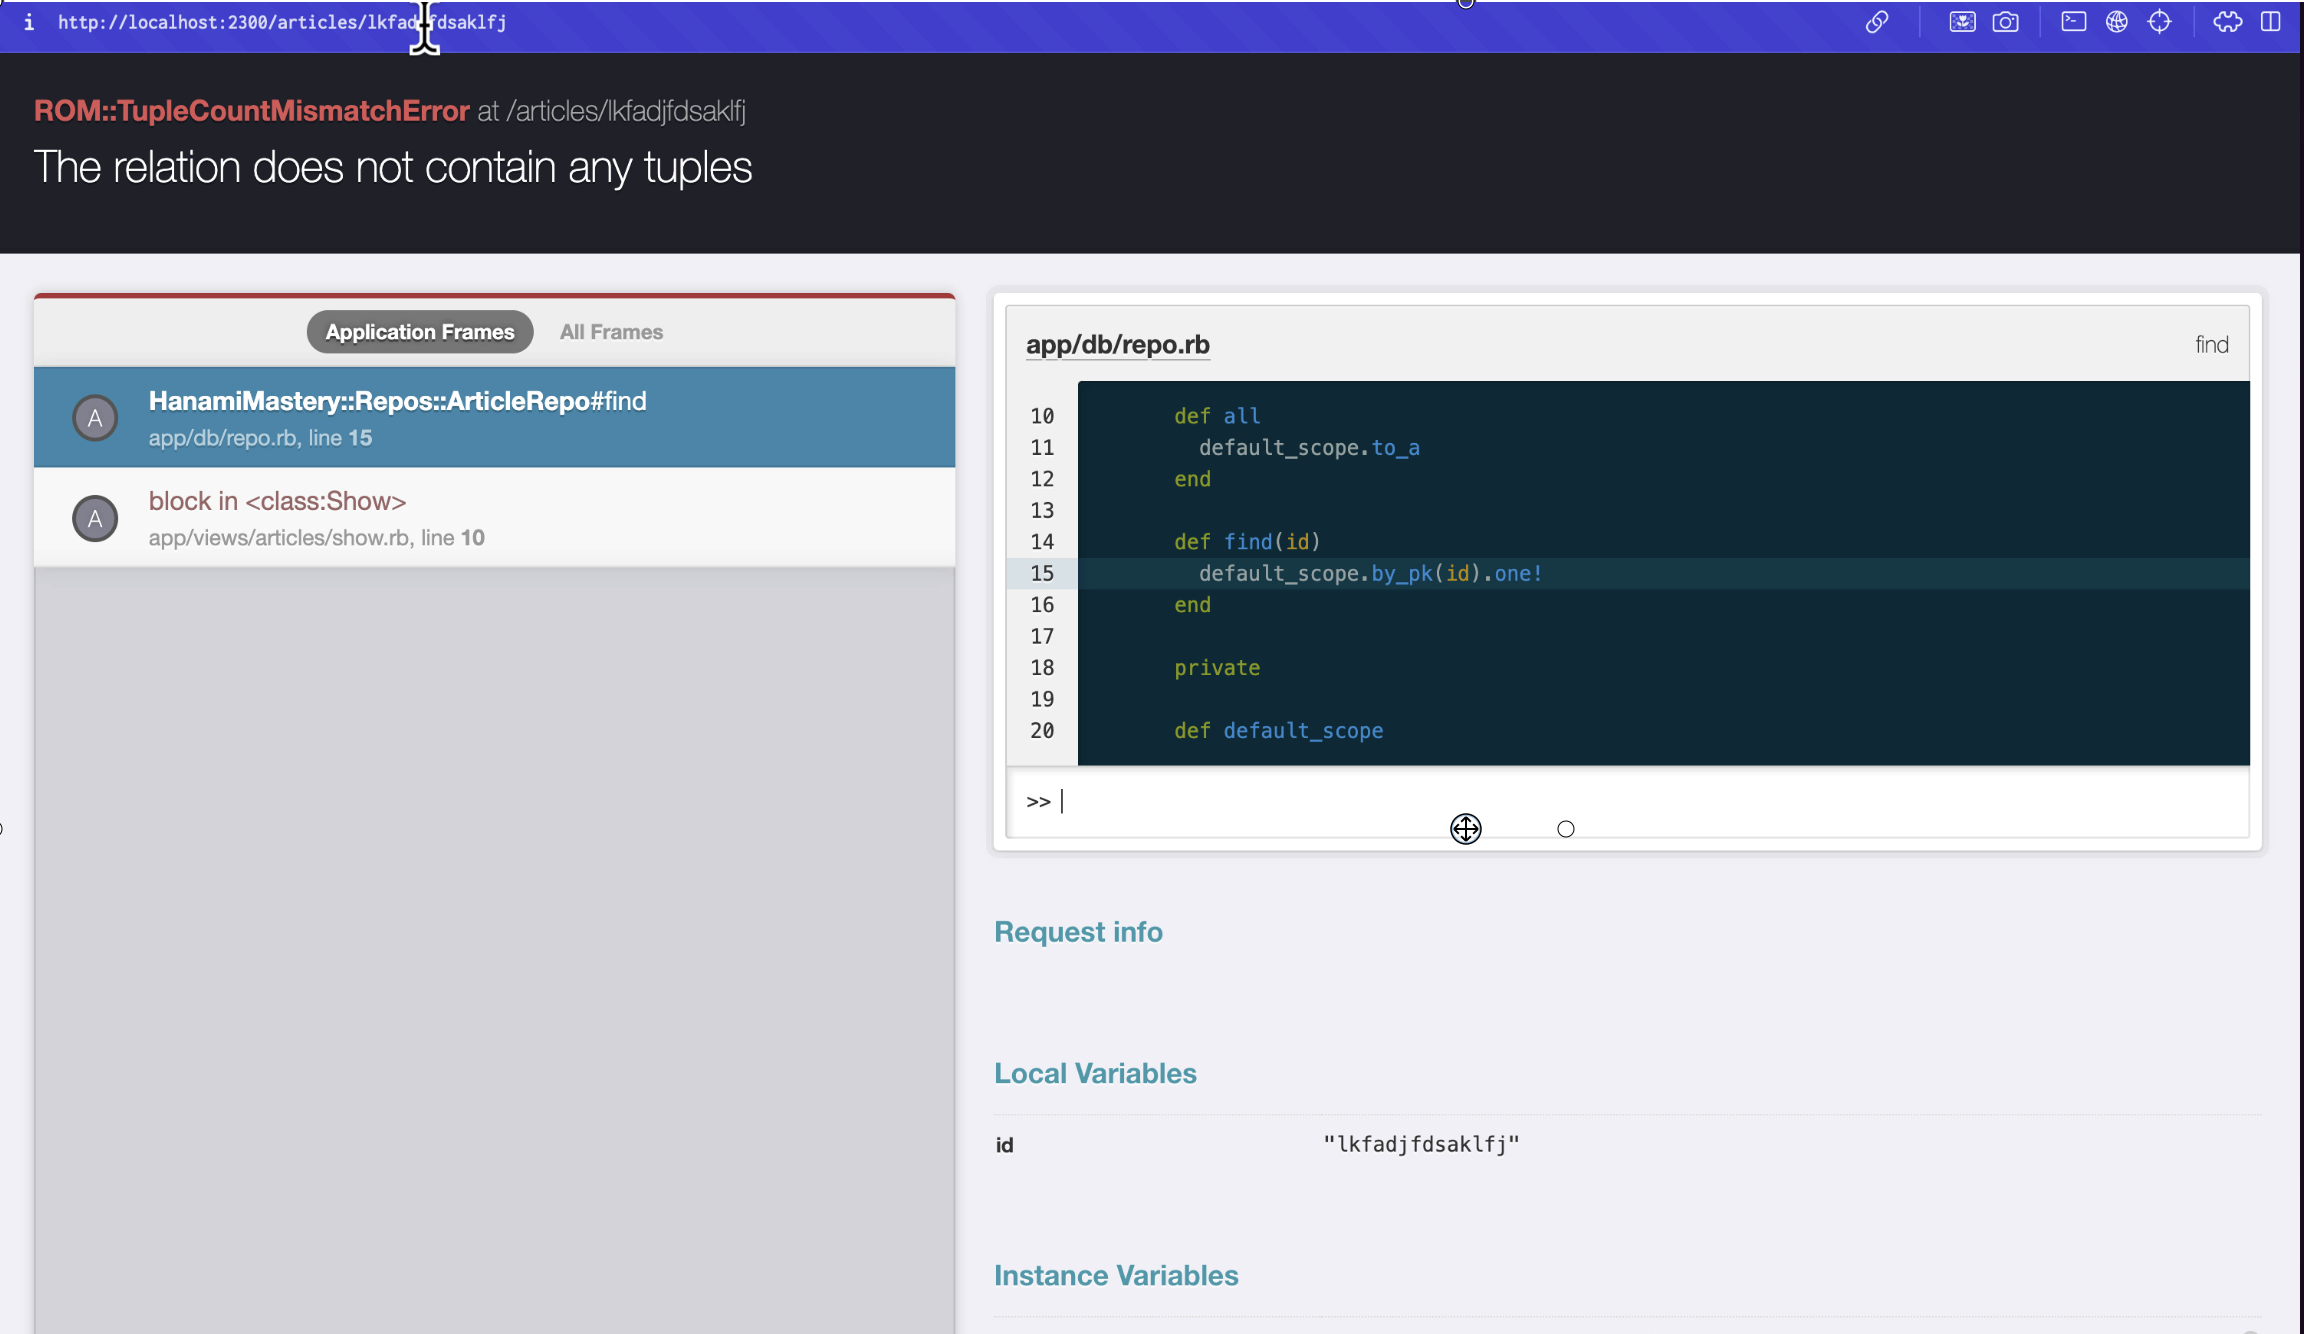 http://localhost:2300/articles/lkfadjfdsaklfj
ROM::TupleCountMismatchError at /articles/lkfadjfdsaklfj
The relation does not contain any tuples
Application Frames All Frames
A
HanamiMastery::Repos::ArticleRepo#find
app/db/repo.rb, line 15
A
block in <class:Show>
app/views/articles/show.rb, line 10
app/db/repo.rb find
10 def all
11 default_scope.to_a
12 end
13
14 def find(id)
15 default_scope.by_pk(id).one!
16 end
17
18 private
19
20 def default_scope
>>
Request info
Local Variables
id "lkfadjfdsaklfj"
Instance Variables